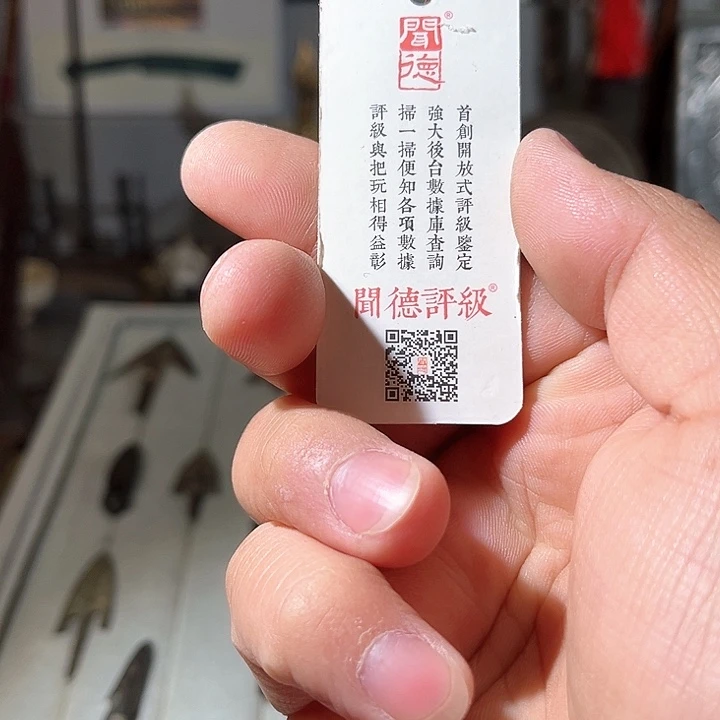 聞德®
首創開放式評級鑒定
強大後台數據庫查詢
掃一掃便知各項數據
評級與把玩相得益彰
聞德評級®